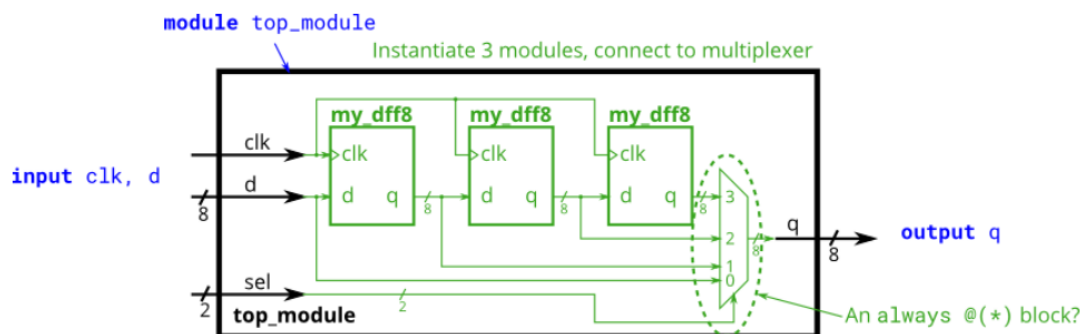 module top_module
Instantiate 3 modules, connect to multiplexer
my_dff8 my_dff8 my_dff8
clk clk clk clk
input clk, d
d d q d q d q 3
8 8 8 8
2 q output q
8 8
1
0
sel
2 2
top_module
An always @(*) block?